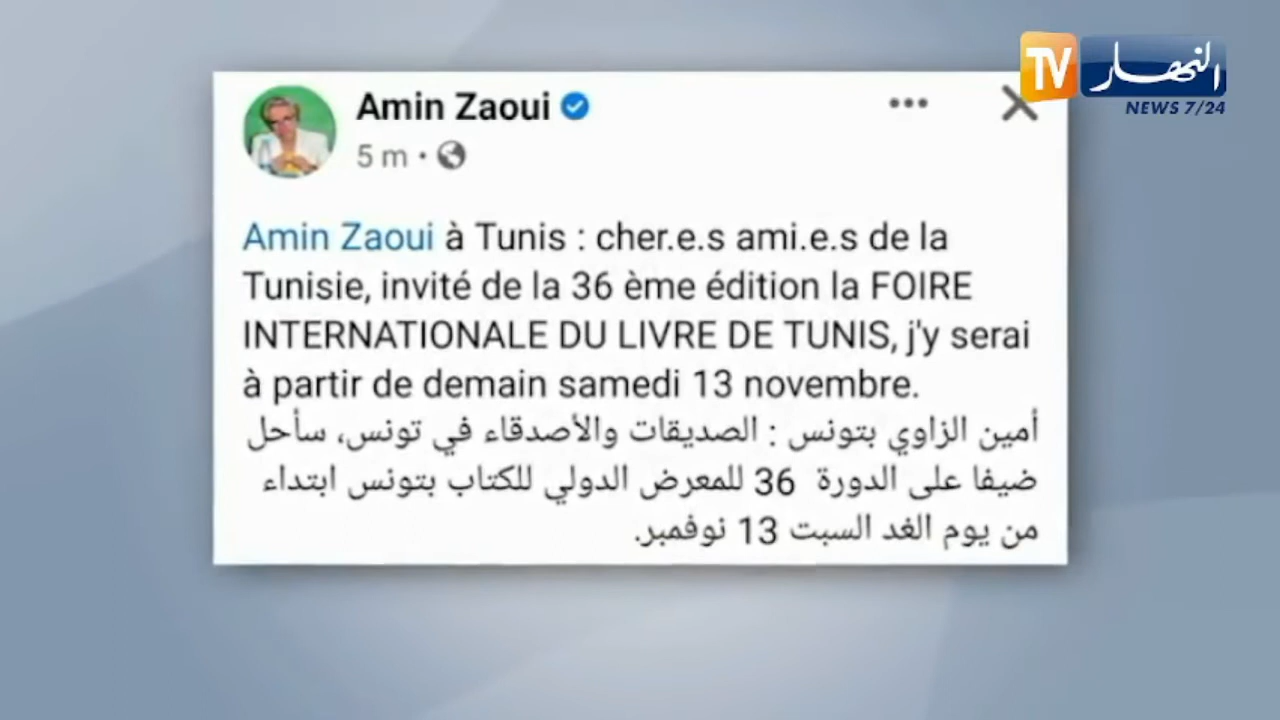 TV النهار
NEWS 7/24
Amin Zaoui
5 m
Amin Zaoui à Tunis : cher.e.s ami.e.s de la
Tunisie, invité de la 36 ème édition la FOIRE
INTERNATIONALE DU LIVRE DE TUNIS, j'y serai
à partir de demain samedi 13 novembre.
أمين الزاوي بتونس : الصديقات والأصدقاء في تونس، سأحل
ضيفا على الدورة 36 للمعرض الدولي للكتاب بتونس ابتداء
من يوم الغد السبت 13 نوفمبر.